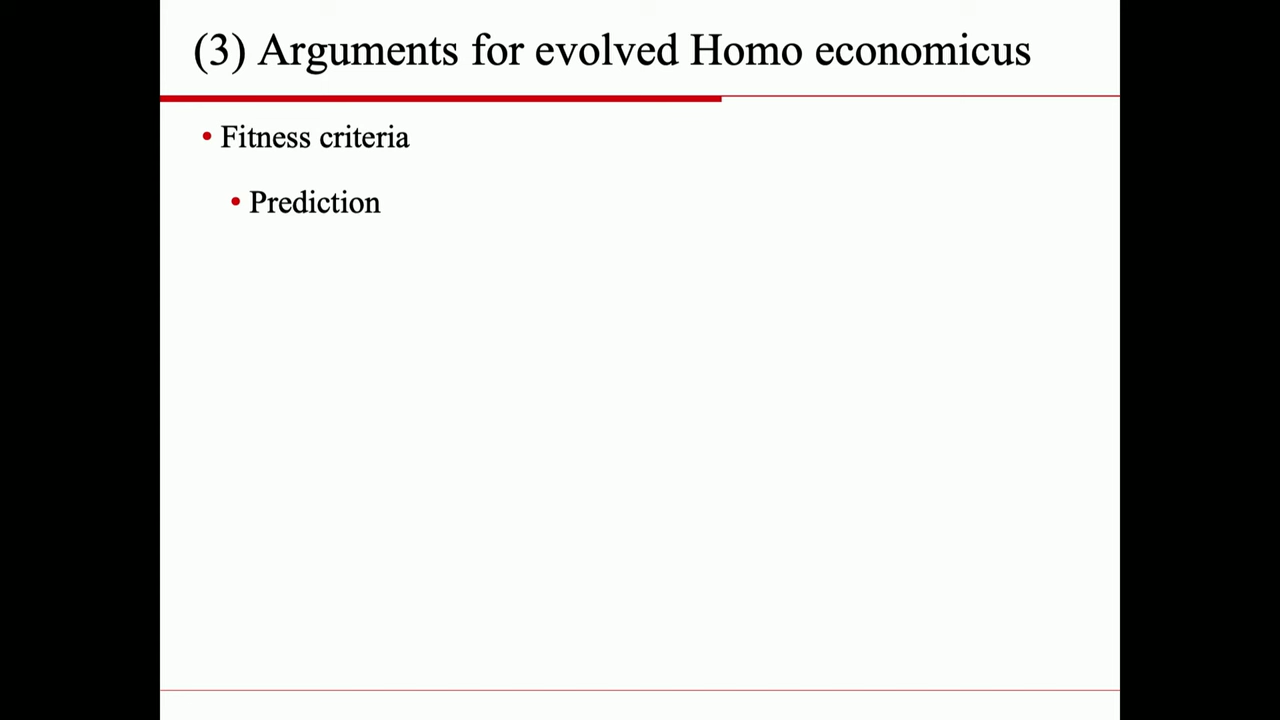 (3) Arguments for evolved Homo economicus
• Fitness criteria
• Prediction